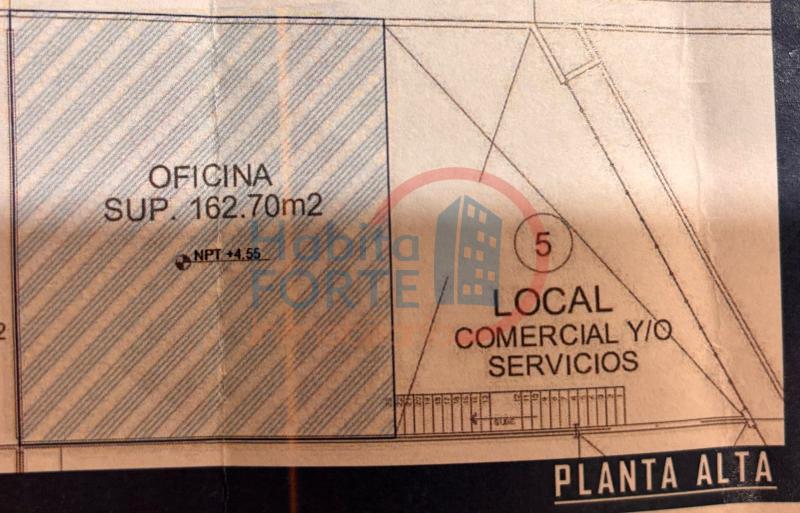 OFICINA
SUP. 162.70m2
NPT +4.55
Habita
FORTE
5
LOCAL
COMERCIAL Y/O
SERVICIOS
PLANTA ALTA